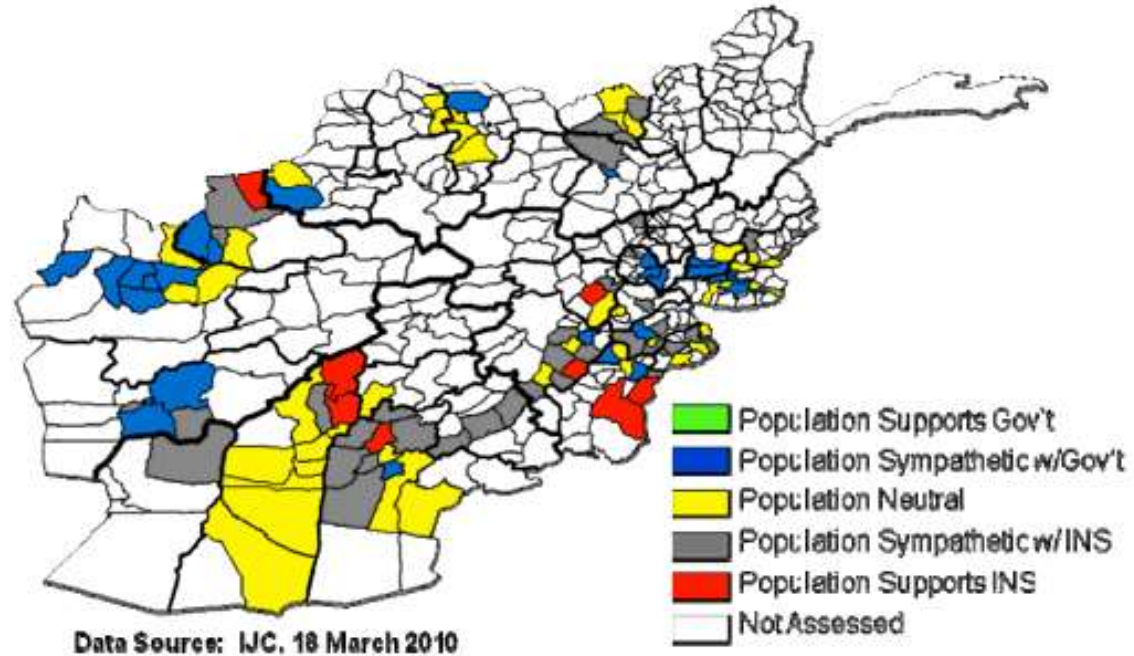 Population Supports Gov't
Population Sympathetic w/Gov't
Population Neutral
Population Sympathetic w/INS
Population Supports INS
Not Assessed
Data Source: IJC, 18 March 2010